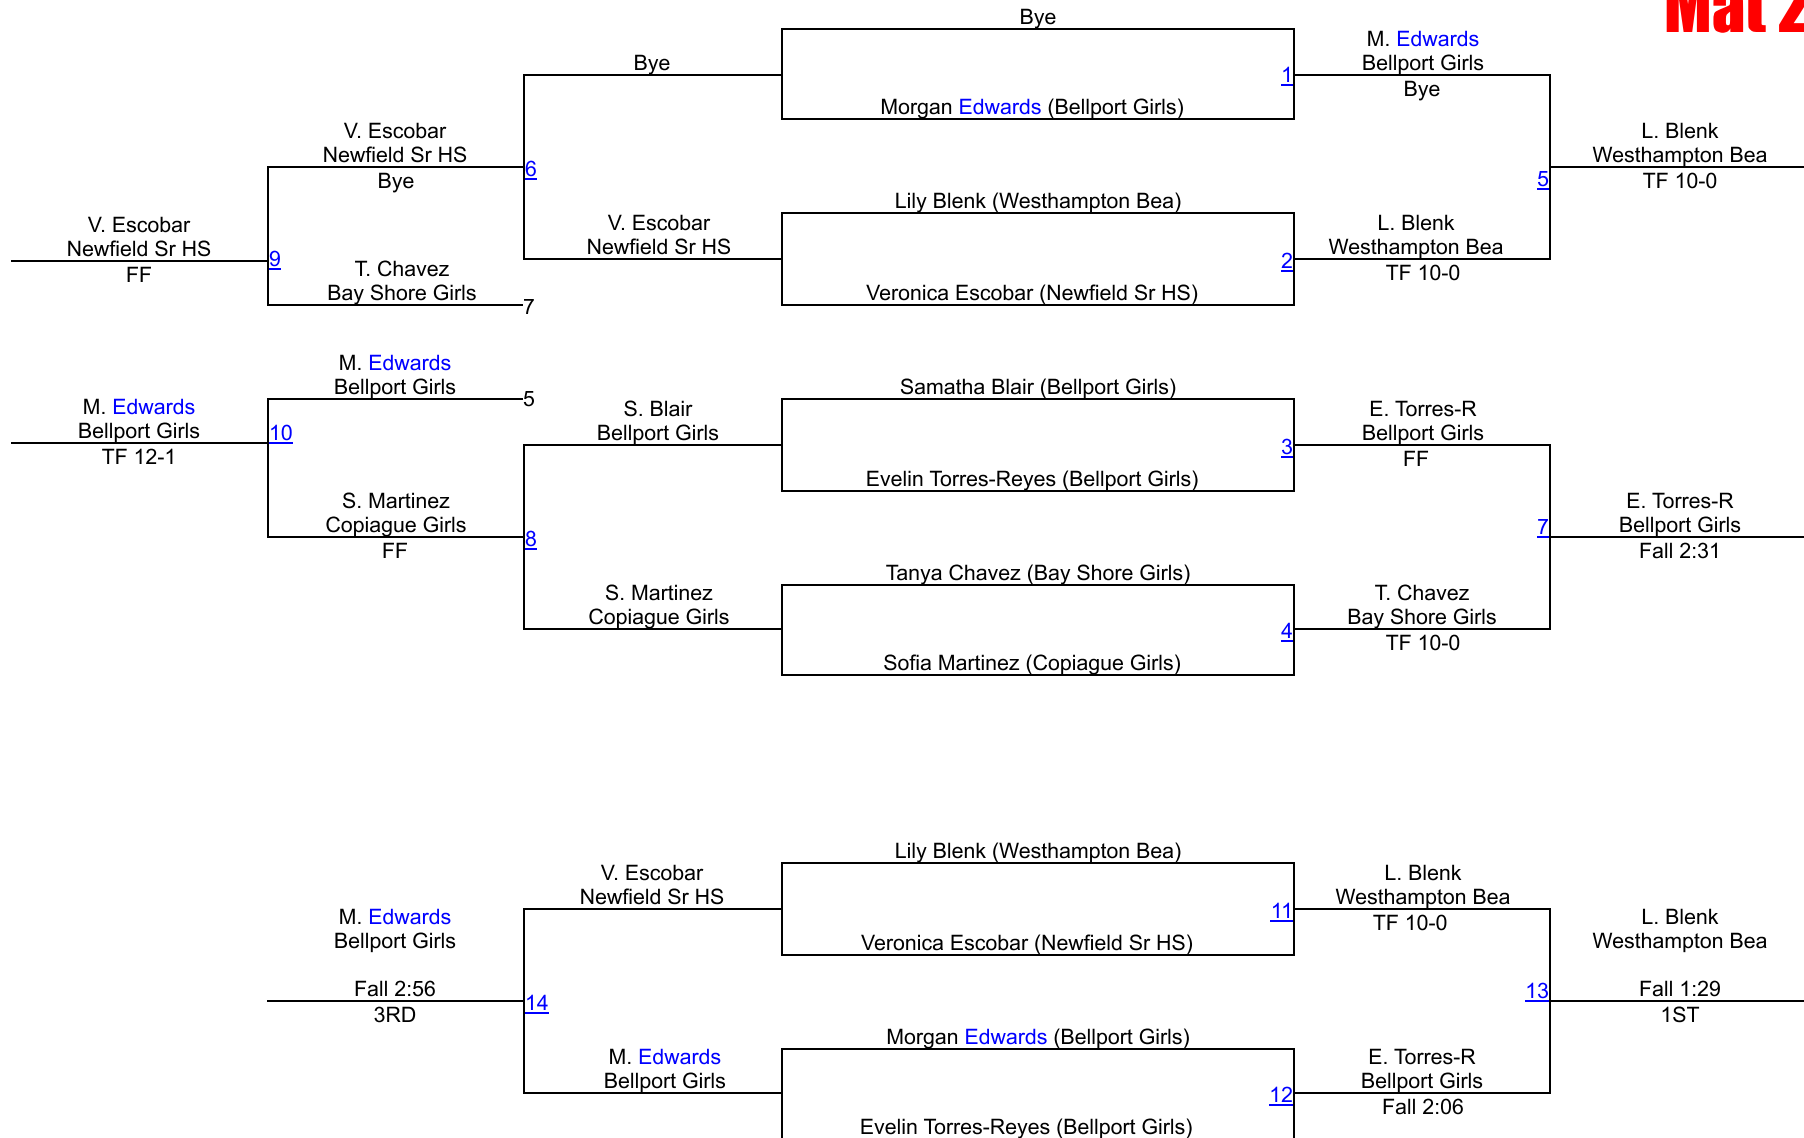 Bye
Mat 2
M. Edwards
Bellport Girls
Bye
1
Bye
Morgan Edwards (Bellport Girls)
V. Escobar
Newfield Sr HS
Bye
6
L. Blenk
Westhampton Bea
TF 10-0
5
Lily Blenk (Westhampton Bea)
V. Escobar
Newfield Sr HS
FF
9
V. Escobar
Newfield Sr HS
2
L. Blenk
Westhampton Bea
TF 10-0
T. Chavez
Bay Shore Girls
7
Veronica Escobar (Newfield Sr HS)
M. Edwards
Bellport Girls
5
Samatha Blair (Bellport Girls)
M. Edwards
Bellport Girls
TF 12-1
10
S. Blair
Bellport Girls
3
E. Torres-R
Bellport Girls
FF
Evelin Torres-Reyes (Bellport Girls)
S. Martinez
Copiague Girls
FF
8
7
E. Torres-R
Bellport Girls
Fall 2:31
Tanya Chavez (Bay Shore Girls)
S. Martinez
Copiague Girls
4
T. Chavez
Bay Shore Girls
TF 10-0
Sofia Martinez (Copiague Girls)
Lily Blenk (Westhampton Bea)
V. Escobar
Newfield Sr HS
11
L. Blenk
Westhampton Bea
TF 10-0
M. Edwards
Bellport Girls
Veronica Escobar (Newfield Sr HS)
L. Blenk
Westhampton Bea
Fall 2:56
3RD
14
13
Fall 1:29
1ST
Morgan Edwards (Bellport Girls)
M. Edwards
Bellport Girls
12
E. Torres-R
Bellport Girls
Fall 2:06
Evelin Torres-Reyes (Bellport Girls)